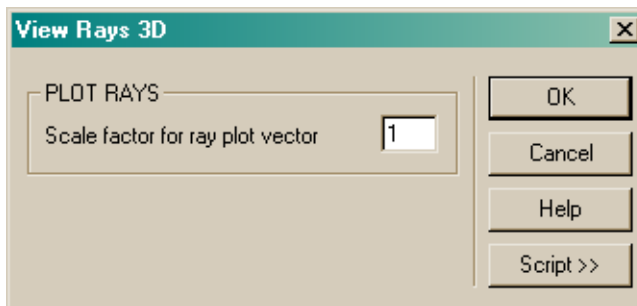 View Rays 3D
PLOT RAYS
Scale factor for ray plot vector 1
OK
Cancel
Help
Script >>